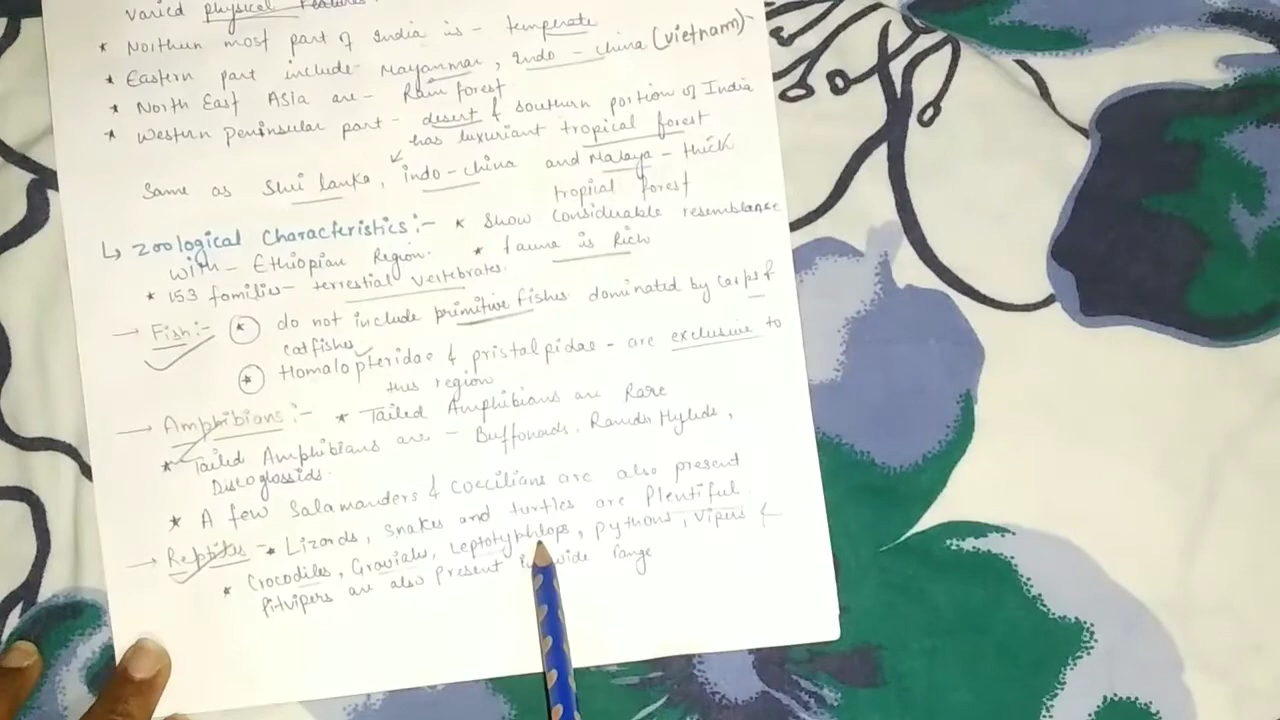 varied physical features.
* Northern most part of India is - temperate
* Eastern part include - Mayanmar, Indo - china (vietnam)
* North East Asia are - Rain forest
* Western peninsular part - desert & southern portion of India
has luxuriant tropical forest
Same as Shri lanka, indo-china and Malaya - thick
tropical forest
↳ Zoological Characteristics:- * Show considerable resemblance
with - Ethiopian Region. * fauna is Rich
* 153 families - terrestial vertebrates.
→ Fish:- * do not include primitive fishes dominated by Carps &
catfishes
* Homalopteridae & pristalpidae - are exclusive to
this region
→ Amphibians:- * Tailed Amphibians are Rare
* Tailed Amphibians are - Buffonods, Ranids Hylids,
Discoglossids.
* A few Salamanders & coecilians are also present
→ Reptiles - * Lizards, snakes and turtles are Plentiful.
* Crocodiles, Gravials, Leptotyphlops, pythons, vipers &
Pitvipers are also present wide range